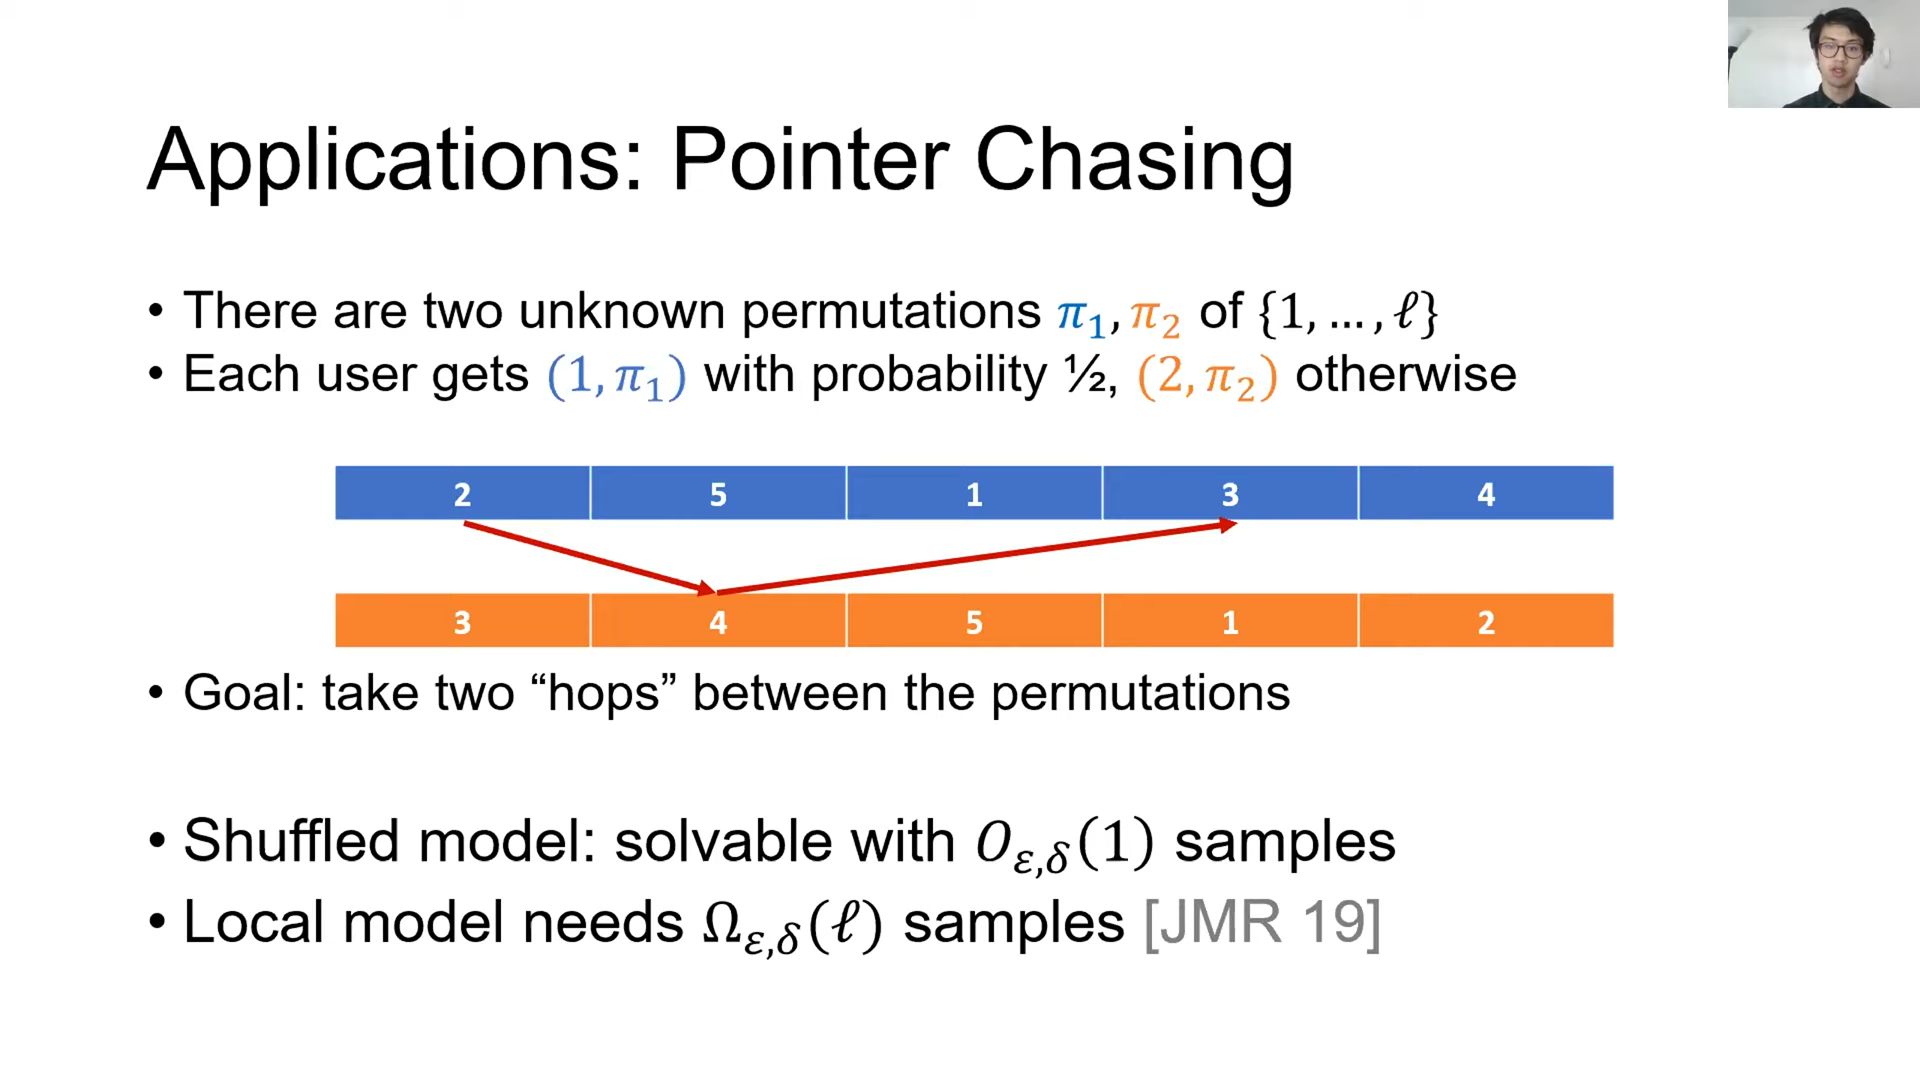 Applications: Pointer Chasing
• There are two unknown permutations π₁, π₂ of {1, … , ℓ}
• Each user gets (1, π₁) with probability ½, (2, π₂) otherwise
2 5 1 3 4
3 4 5 1 2
• Goal: take two “hops” between the permutations
• Shuffled model: solvable with O_{ε,δ}(1) samples
• Local model needs Ω_{ε,δ}(ℓ) samples [JMR 19]